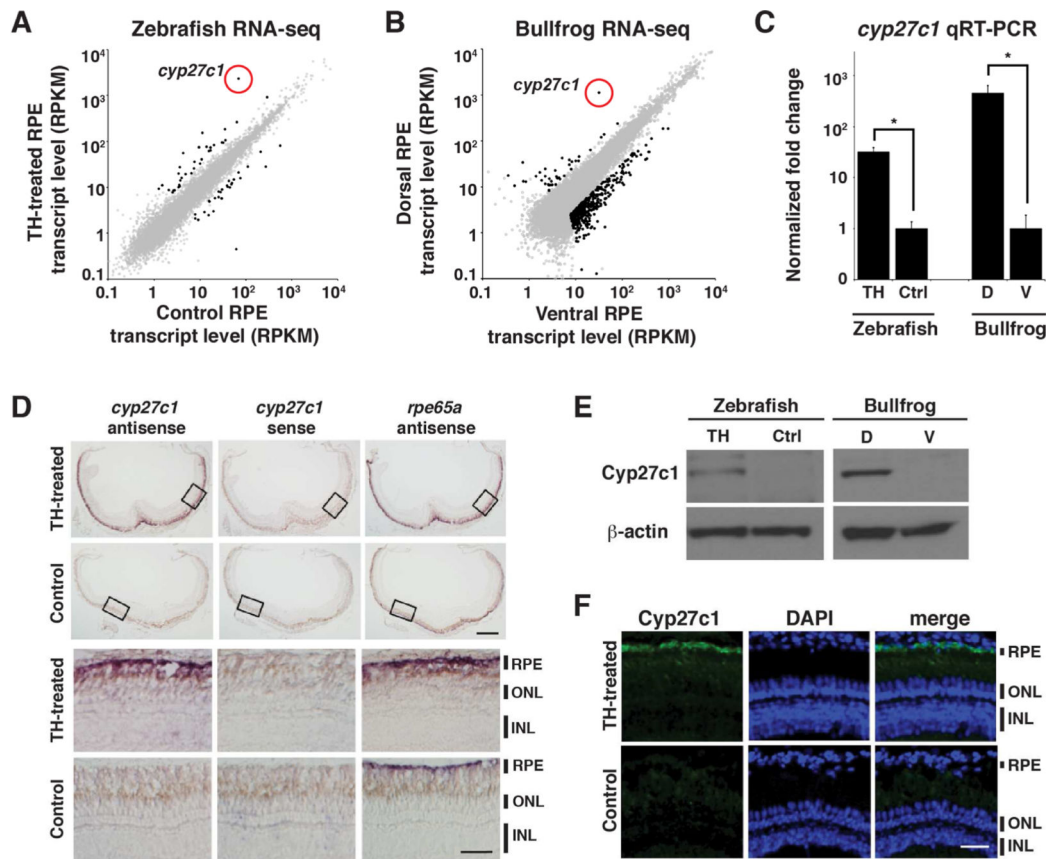 A
Zebrafish RNA-seq
TH-treated RPE
transcript level (RPKM)
10⁴
10³
10²
10
1
0.1
cyp27c1
0.1 1 10 10² 10³ 10⁴
Control RPE
transcript level (RPKM)
B
Bullfrog RNA-seq
Dorsal RPE
transcript level (RPKM)
10⁴
10³
10²
10
1
0.1
cyp27c1
0.1 1 10 10² 10³ 10⁴
Ventral RPE
transcript level (RPKM)
C
cyp27c1 qRT-PCR
Normalized fold change
10³
10²
10
1
0
*
*
TH Ctrl D V
Zebrafish Bullfrog
D
cyp27c1
antisense
cyp27c1
sense
rpe65a
antisense
TH-treated
Control
TH-treated
RPE
ONL
INL
Control
RPE
ONL
INL
E
Zebrafish Bullfrog
TH Ctrl D V
Cyp27c1
β-actin
F
Cyp27c1 DAPI merge
TH-treated
RPE
ONL
INL
Control
RPE
ONL
INL